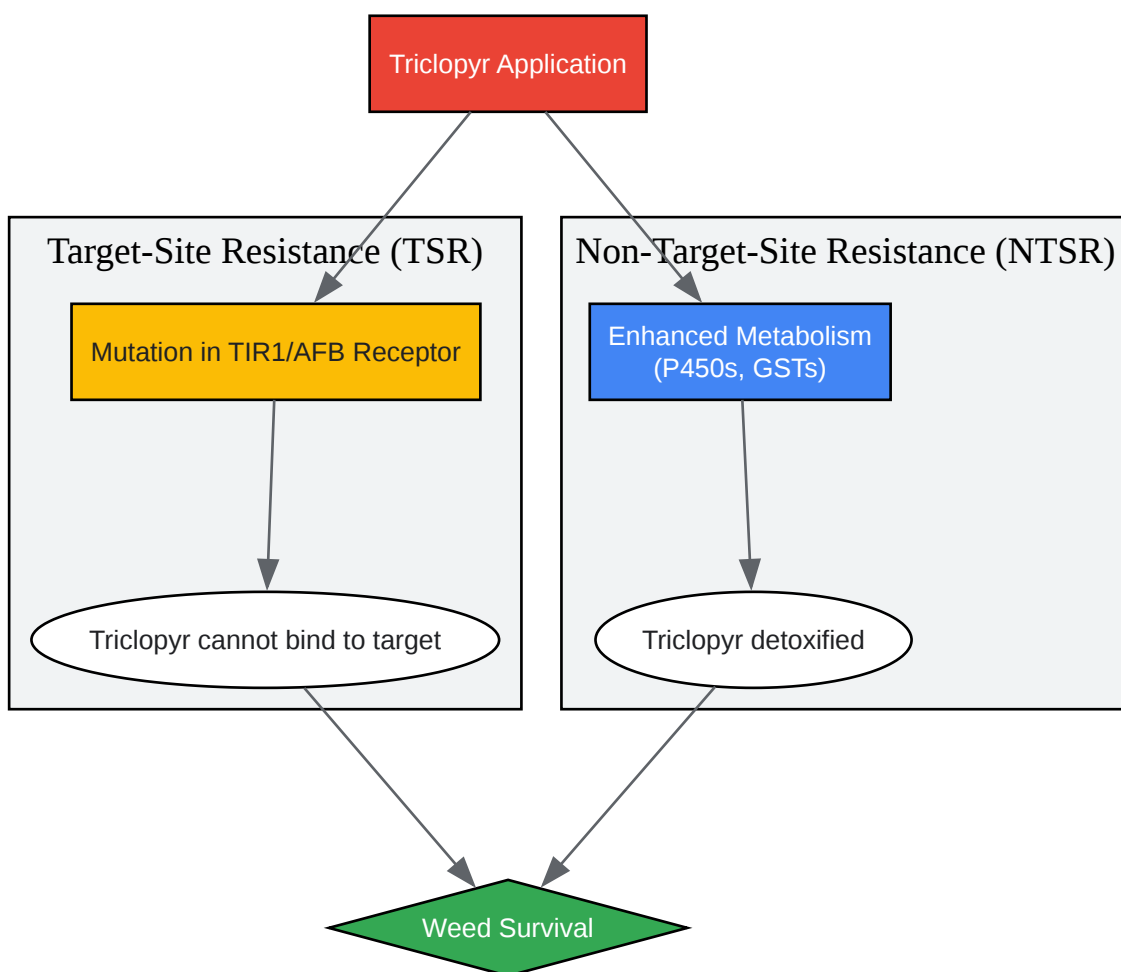 Triclopyr Application
Target-Site Resistance (TSR)
Mutation in TIR1/AFB Receptor
Triclopyr cannot bind to target
Non-Target-Site Resistance (NTSR)
Enhanced Metabolism
(P450s, GSTs)
Triclopyr detoxified
Weed Survival